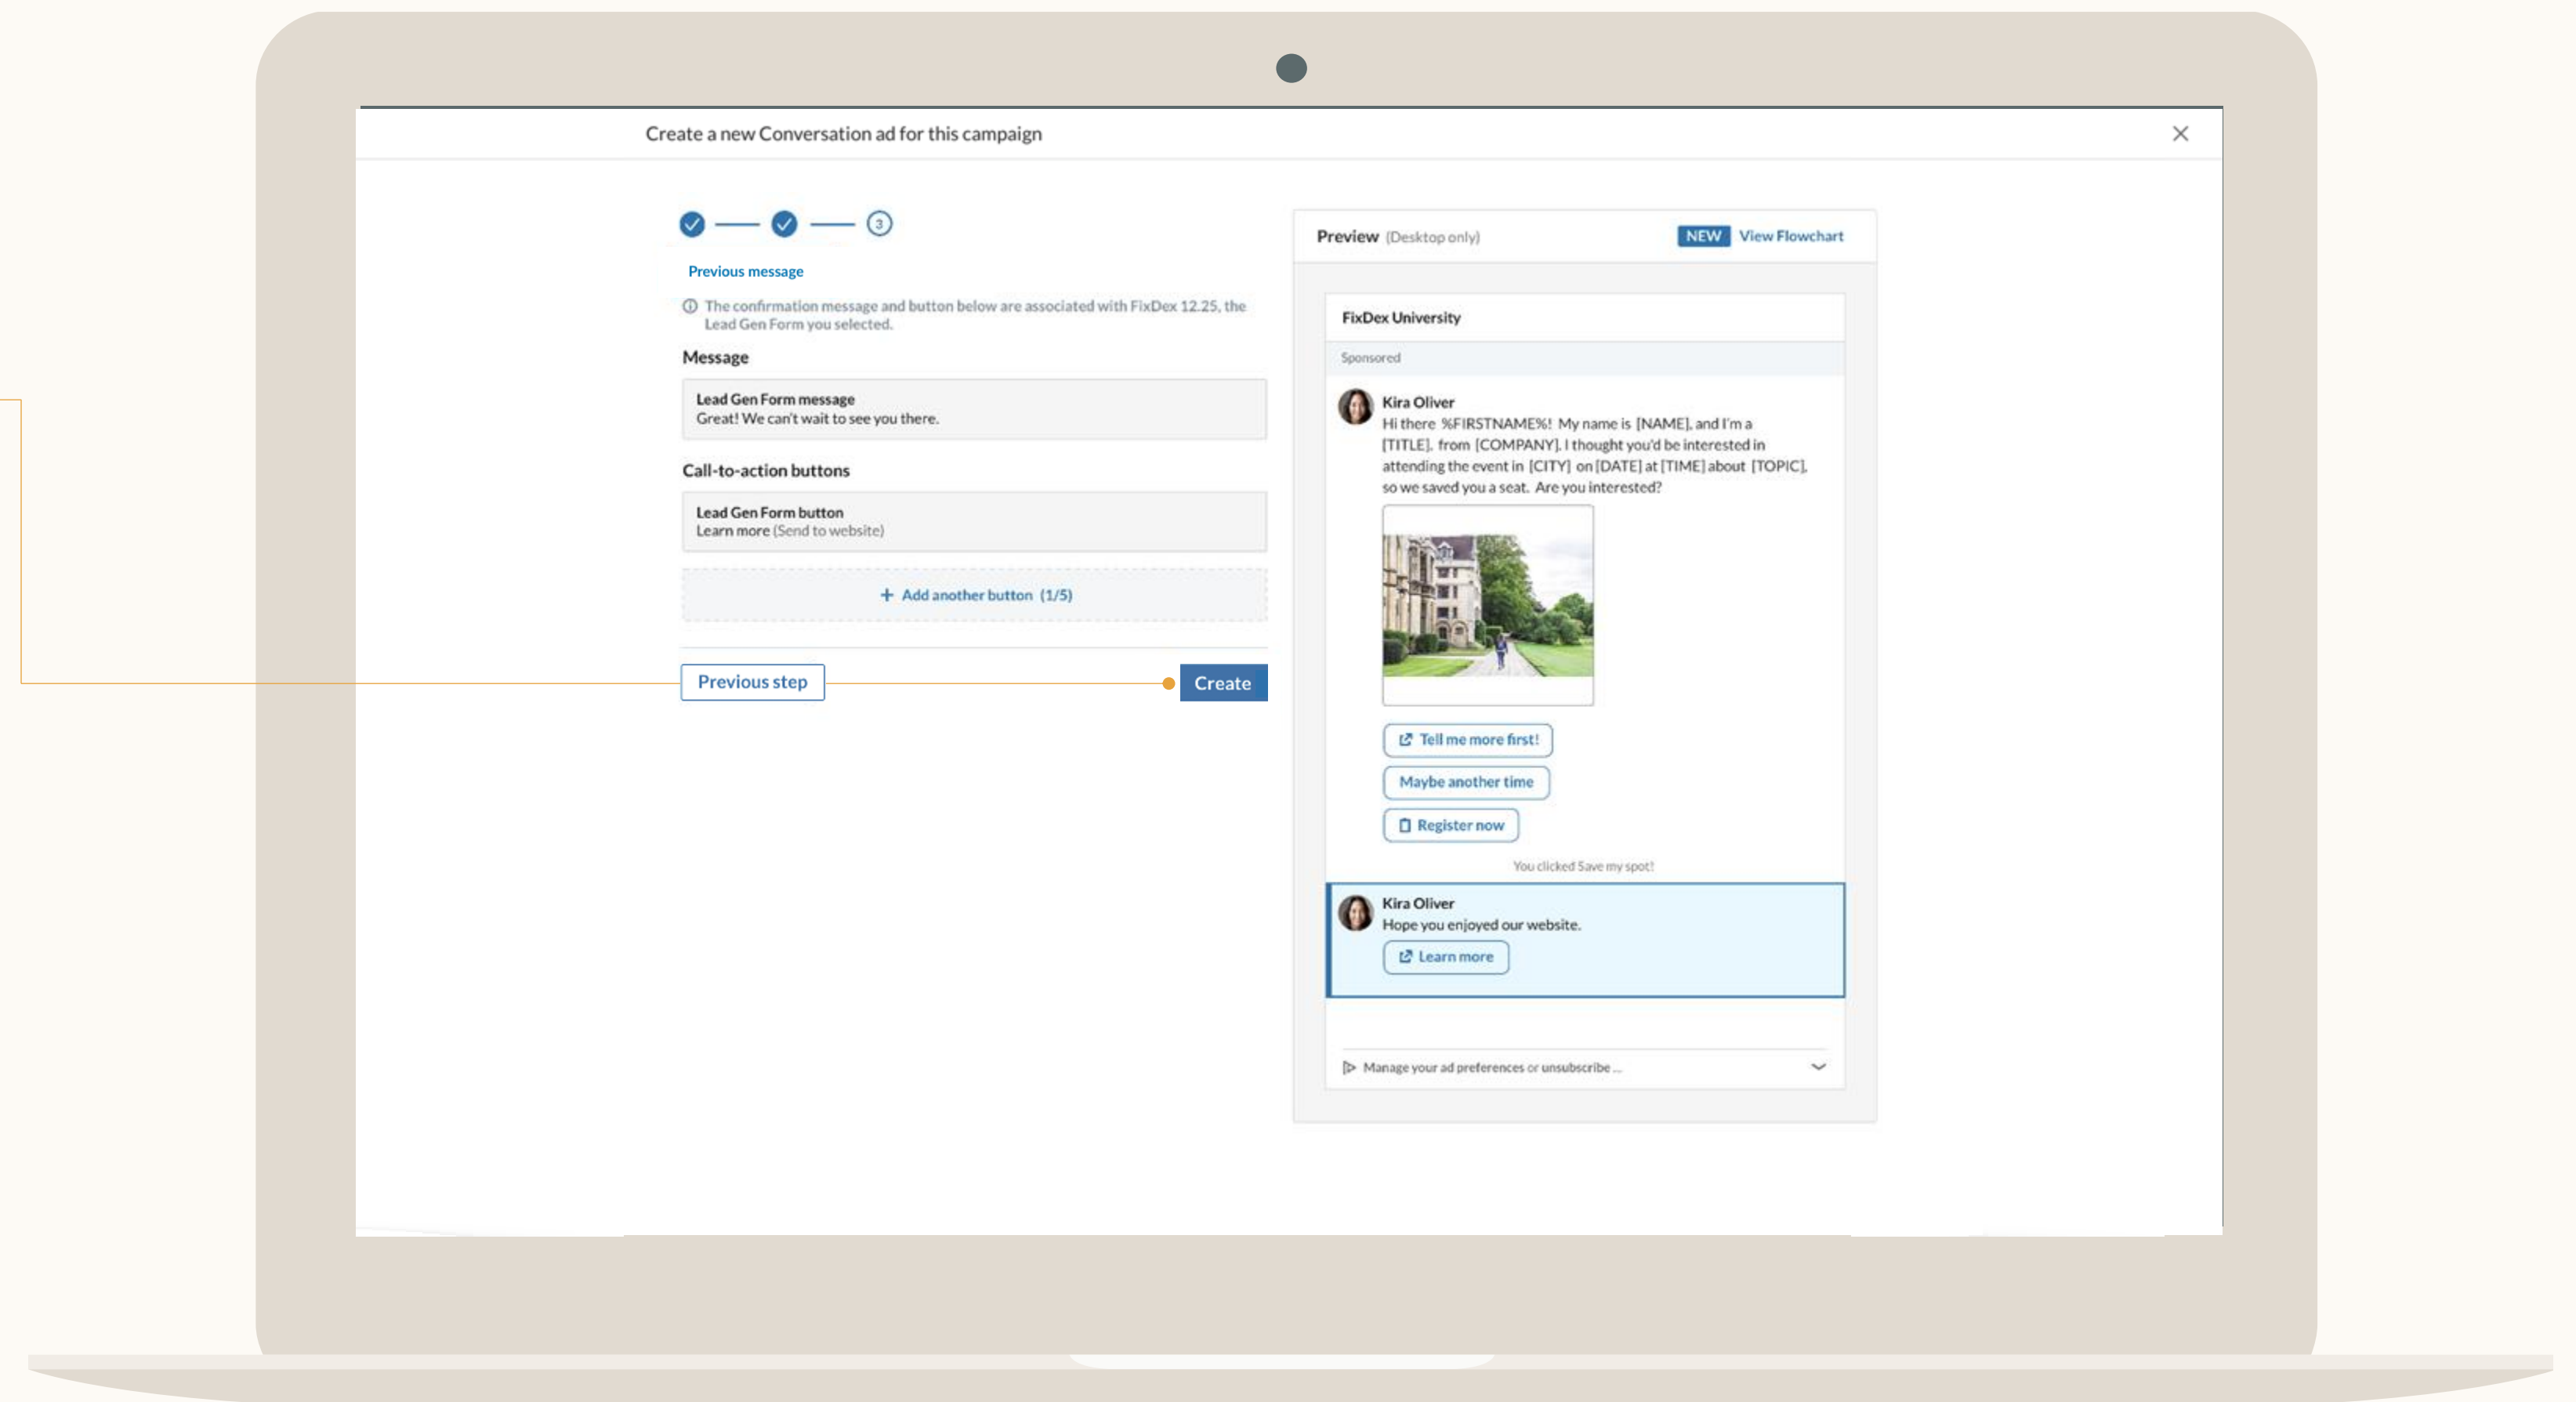 Create a new Conversation ad for this campaign
3
Previous message
The confirmation message and button below are associated with FixDex 12.25, the
Lead Gen Form you selected.
Message
Lead Gen Form message
Great! We can't wait to see you there.
Call-to-action buttons
Lead Gen Form button
Learn more (Send to website)
+ Add another button (1/5)
Previous step
Create
Preview (Desktop only)
NEW View Flowchart
FixDex University
Sponsored
Kira Oliver
Hi there %FIRSTNAME%! My name is [NAME], and I'm a
[TITLE], from [COMPANY]. I thought you'd be interested in
attending the event in [CITY] on [DATE] at [TIME] about [TOPIC],
so we saved you a seat. Are you interested?
Tell me more first!
Maybe another time
Register now
You clicked Save my spot!
Kira Oliver
Hope you enjoyed our website.
Learn more
Manage your ad preferences or unsubscribe ...